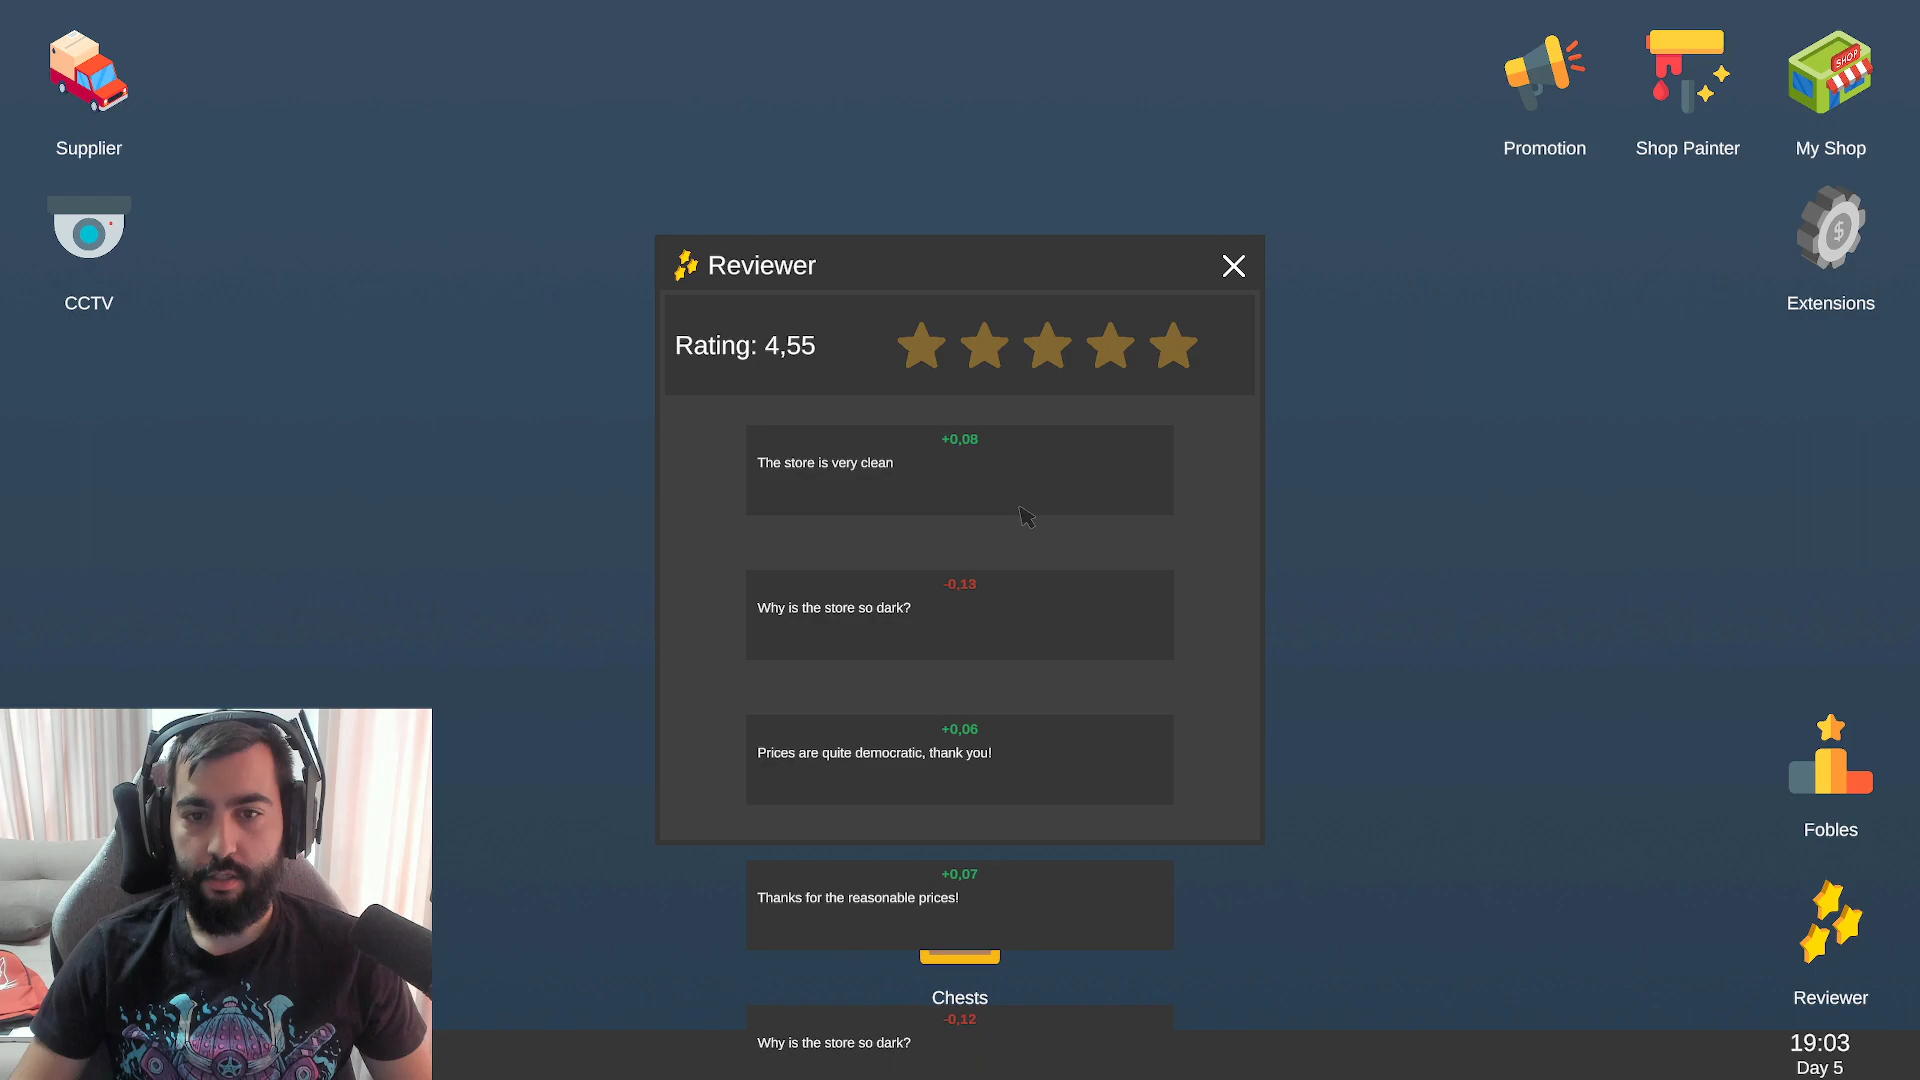 Supplier
Promotion
Shop Painter
SHOP
My Shop
CCTV
$
Extensions
Reviewer
Rating: 4,55
+0,08
The store is very clean
-0,13
Why is the store so dark?
+0,06
Prices are quite democratic, thank you!
+0,07
Thanks for the reasonable prices!
Chests
-0,12
Why is the store so dark?
Fobles
Reviewer
19:03
Day 5